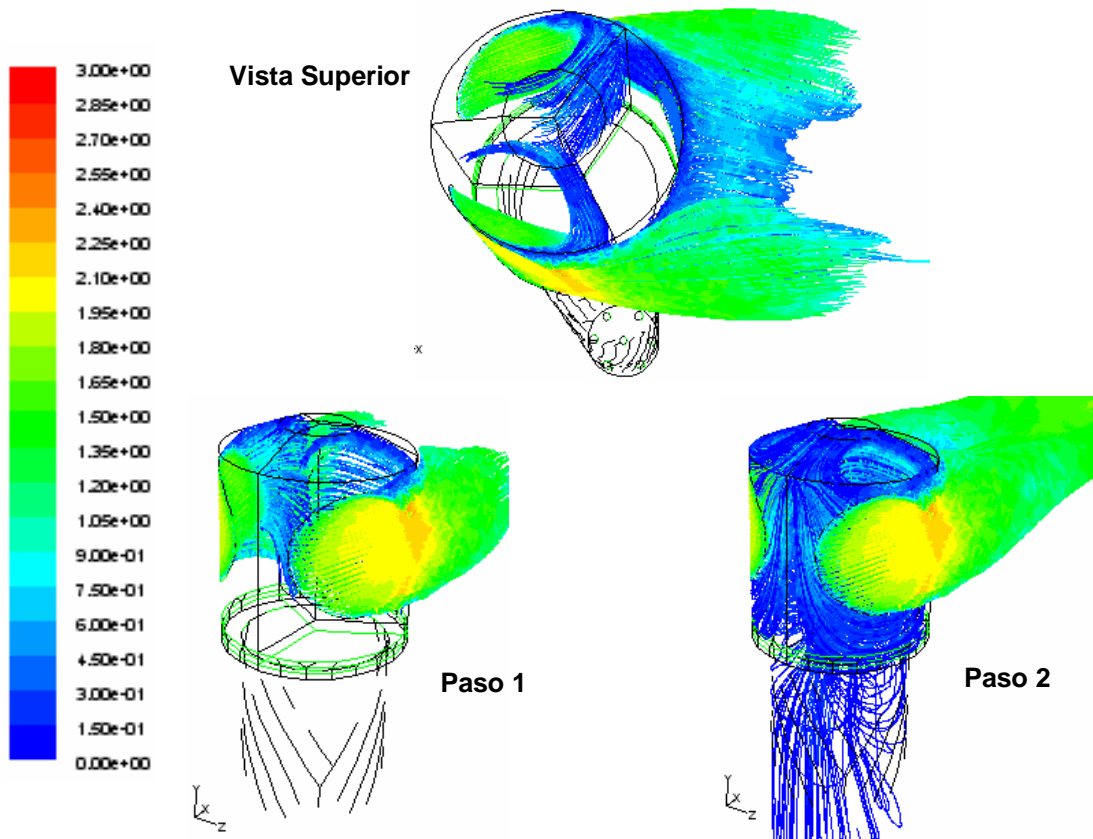 Vista Superior
3.00e+00
2.85e+00
2.70e+00
2.55e+00
2.40e+00
2.25e+00
2.10e+00
1.95e+00
1.80e+00
1.65e+00
1.50e+00
1.35e+00
1.20e+00
1.05e+00
9.00e-01
7.50e-01
6.00e-01
4.50e-01
3.00e-01
1.50e-01
0.00e+00
X
Paso 1
Y
X
Z
Paso 2
Y
X
Z